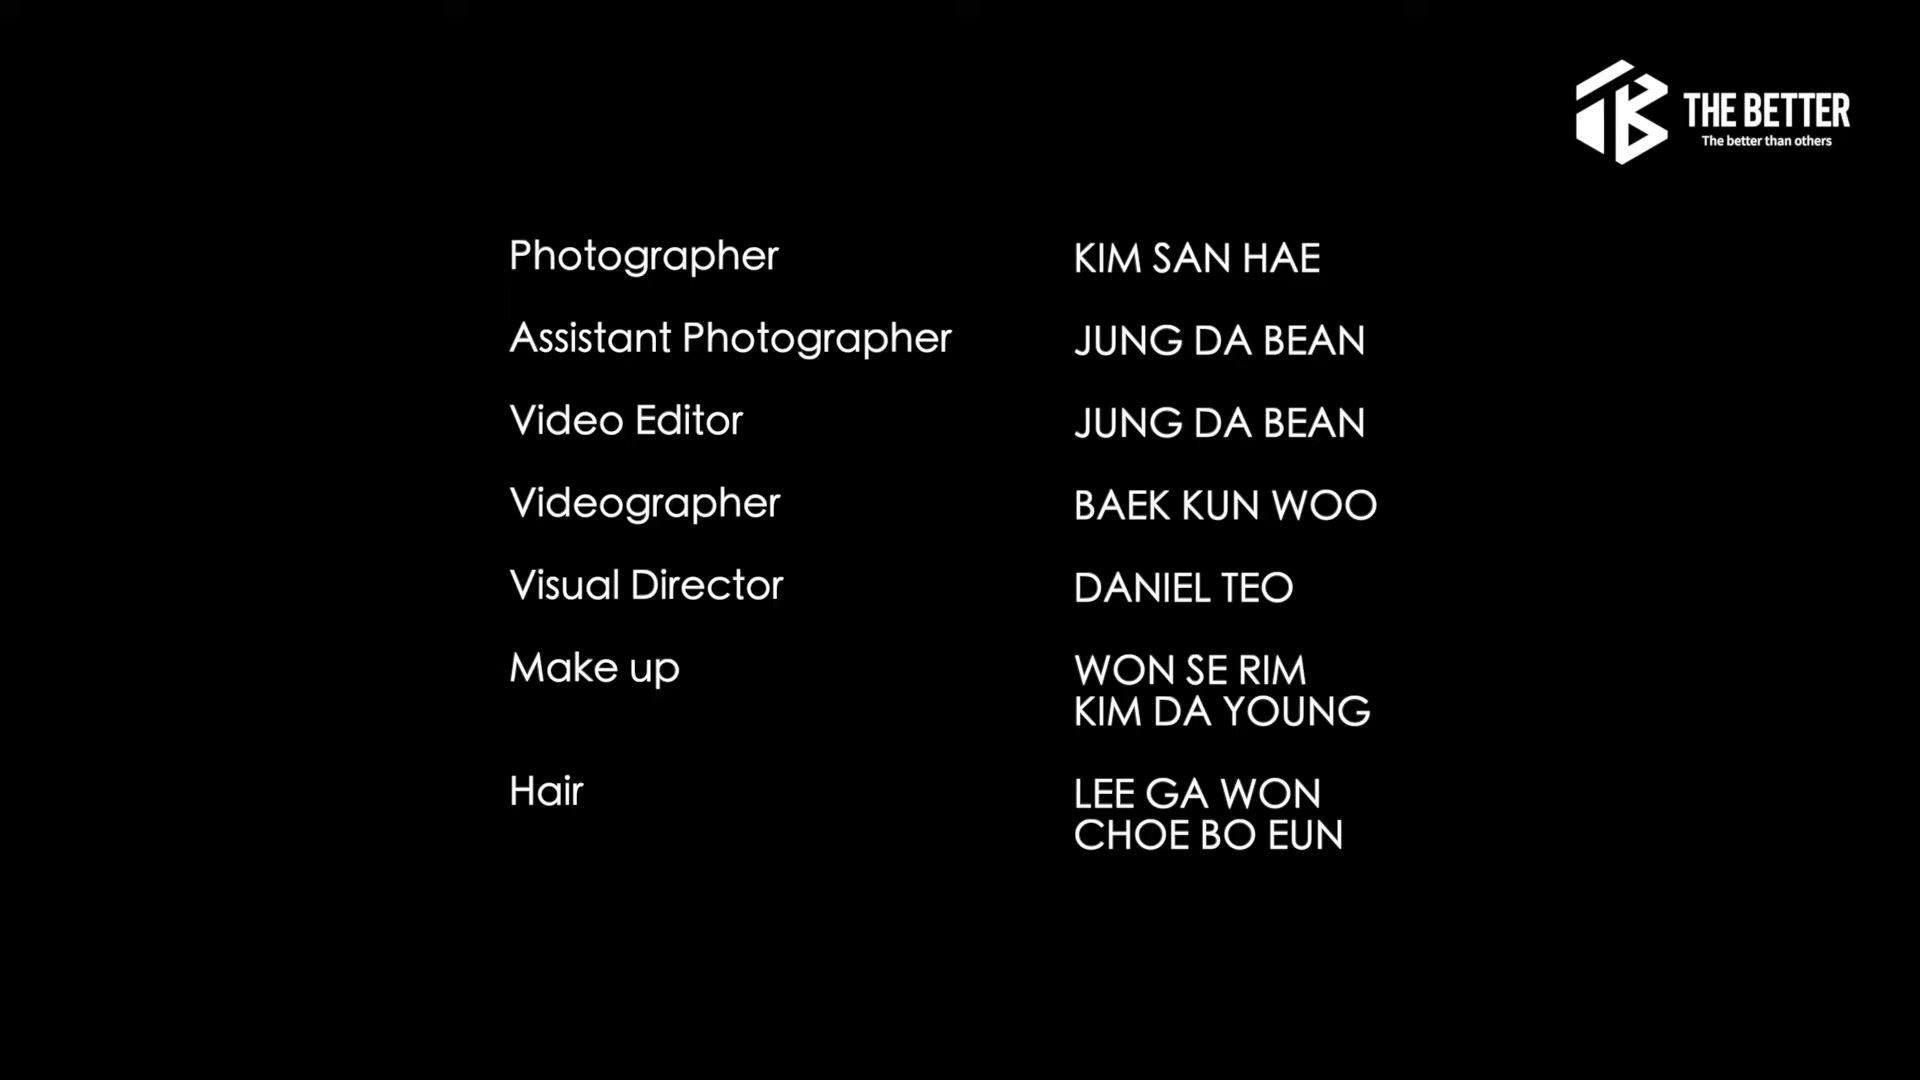 THE BETTER
The better than others
Photographer KIM SAN HAE
Assistant Photographer JUNG DA BEAN
Video Editor JUNG DA BEAN
Videographer BAEK KUN WOO
Visual Director DANIEL TEO
Make up WON SE RIM
KIM DA YOUNG
Hair LEE GA WON
CHOE BO EUN